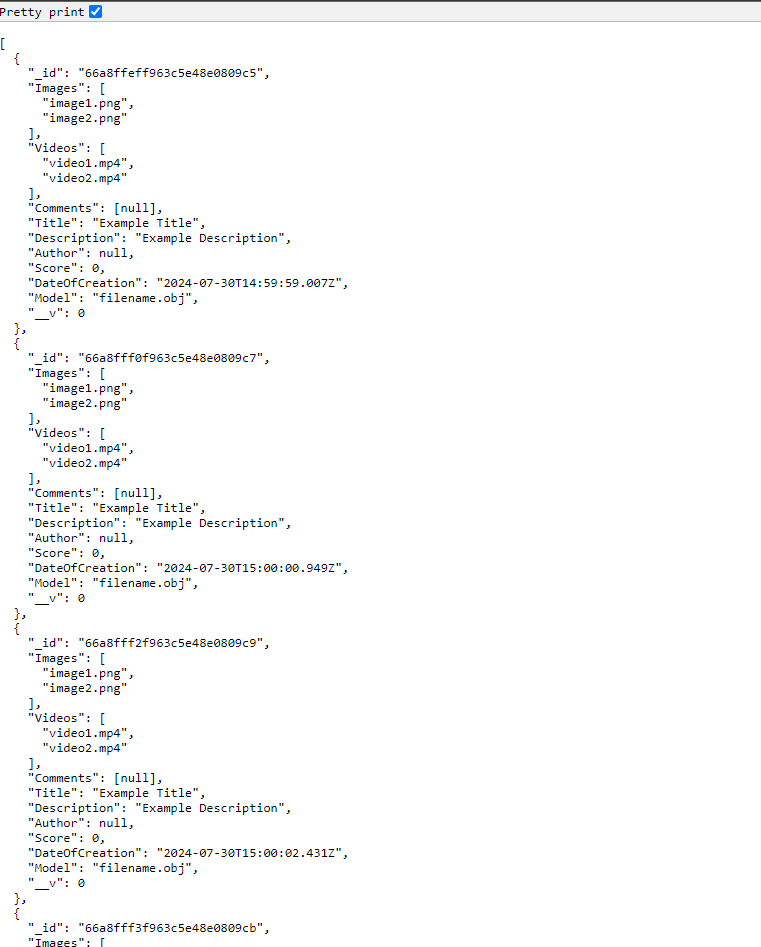 Pretty print
[
  {
    "_id": "66a8ffeff963c5e48e0809c5",
    "Images": [
      "image1.png",
      "image2.png"
    ],
    "Videos": [
      "video1.mp4",
      "video2.mp4"
    ],
    "Comments": [null],
    "Title": "Example Title",
    "Description": "Example Description",
    "Author": null,
    "Score": 0,
    "DateOfCreation": "2024-07-30T14:59:59.007Z",
    "Model": "filename.obj",
    "__v": 0
  },
  {
    "_id": "66a8fff0f963c5e48e0809c7",
    "Images": [
      "image1.png",
      "image2.png"
    ],
    "Videos": [
      "video1.mp4",
      "video2.mp4"
    ],
    "Comments": [null],
    "Title": "Example Title",
    "Description": "Example Description",
    "Author": null,
    "Score": 0,
    "DateOfCreation": "2024-07-30T15:00:00.949Z",
    "Model": "filename.obj",
    "__v": 0
  },
  {
    "_id": "66a8fff2f963c5e48e0809c9",
    "Images": [
      "image1.png",
      "image2.png"
    ],
    "Videos": [
      "video1.mp4",
      "video2.mp4"
    ],
    "Comments": [null],
    "Title": "Example Title",
    "Description": "Example Description",
    "Author": null,
    "Score": 0,
    "DateOfCreation": "2024-07-30T15:00:02.431Z",
    "Model": "filename.obj",
    "__v": 0
  },
  {
    "_id": "66a8fff3f963c5e48e0809cb",
    "Images": [